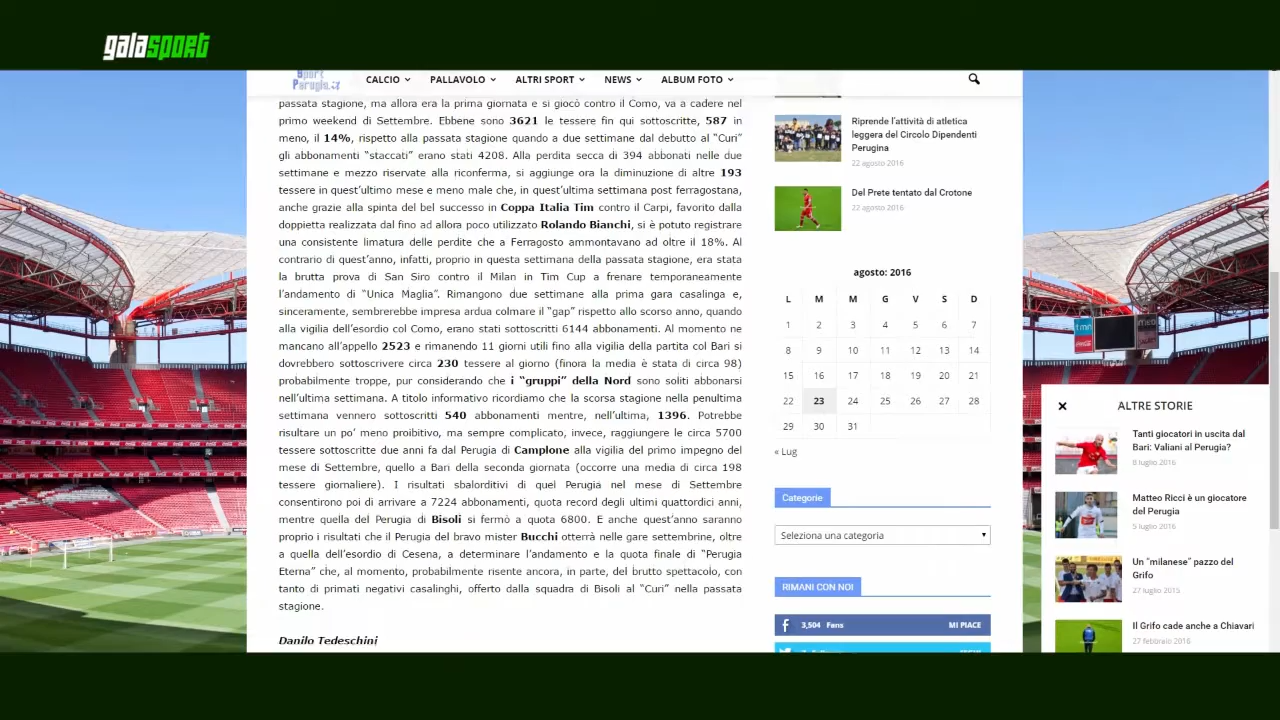 galasport
Sport
Perugia.it
CALCIO
PALLAVOLO
ALTRI SPORT
NEWS
ALBUM FOTO
passata stagione, ma allora era la prima giornata e si giocò contro il Como, va a cadere nel
primo weekend di Settembre. Ebbene sono 3621 le tessere fin qui sottoscritte, 587 in
meno, il 14%, rispetto alla passata stagione quando a due settimane dal debutto al “Curi”
gli abbonamenti “staccati” erano stati 4208. Alla perdita secca di 394 abbonati nelle due
settimane e mezzo riservate alla riconferma, si aggiunge ora la diminuzione di altre 193
tessere in quest’ultimo mese e meno male che, in quest’ultima settimana post ferragostana,
anche grazie alla spinta del bel successo in Coppa Italia Tim contro il Carpi, favorito dalla
doppietta realizzata dal fino ad allora poco utilizzato Rolando Bianchi, si è potuto registrare
una consistente limatura delle perdite che a Ferragosto ammontavano ad oltre il 18%. Al
contrario di quest’anno, infatti, proprio in questa settimana della passata stagione, era stata
la brutta prova di San Siro contro il Milan in Tim Cup a frenare temporaneamente
l’andamento di “Unica Maglia”. Rimangono due settimane alla prima gara casalinga e,
sinceramente, sembrerebbe impresa ardua colmare il “gap” rispetto allo scorso anno, quando
alla vigilia dell’esordio col Como, erano stati sottoscritti 6144 abbonamenti. Al momento ne
mancano all’appello 2523 e rimanendo 11 giorni utili fino alla vigilia della partita col Bari si
dovrebbero sottoscrivere circa 230 tessere al giorno (finora la media è stata di circa 98)
probabilmente troppe, pur considerando che i “gruppi” della Nord sono soliti abbonarsi
nell’ultima settimana. A titolo informativo ricordiamo che la scorsa stagione nella penultima
settimana vennero sottoscritti 540 abbonamenti mentre, nell’ultima, 1396. Potrebbe
risultare un po’ meno proibitivo, ma sempre complicato, invece, raggiungere le circa 5700
tessere sottoscritte due anni fa dal Perugia di Camplone alla vigilia del primo impegno del
mese di Settembre, quello a Bari della seconda giornata (occorre una media di circa 198
tessere giornaliere). I risultati sbalorditivi di quel Perugia nel mese di Settembre
consentirono poi di arrivare a 7224 abbonamenti, quota record degli ultimi quattordici anni,
mentre quella del Perugia di Bisoli si fermò a quota 6800. E anche quest’anno saranno
proprio i risultati che il Perugia del bravo mister Bucchi otterrà nelle gare settembrine, oltre
a quella dell’esordio di Cesena, a determinare l’andamento e la quota finale di “Perugia
Eterna” che, al momento, probabilmente risente ancora, in parte, del brutto spettacolo, con
tanto di primati negativi casalinghi, offerto dalla squadra di Bisoli al “Curi” nella passata
stagione.
Danilo Tedeschini
Riprende l’attività di atletica
leggera del Circolo Dipendenti
Perugina
22 agosto 2016
Del Prete tentato dal Crotone
22 agosto 2016
agosto: 2016
L M M G V S D
1 2 3 4 5 6 7
8 9 10 11 12 13 14
15 16 17 18 19 20 21
22 23 24 25 26 27 28
29 30 31
« Lug
Categorie
Seleziona una categoria
RIMANI CON NOI
3,504 Fans MI PIACE
ALTRE STORIE
Tanti giocatori in uscita dal
Bari: Valiani al Perugia?
8 luglio 2016
Matteo Ricci è un giocatore
del Perugia
5 luglio 2016
Un “milanese” pazzo del
Grifo
27 luglio 2015
Il Grifo cade anche a Chiavari
27 febbraio 2016